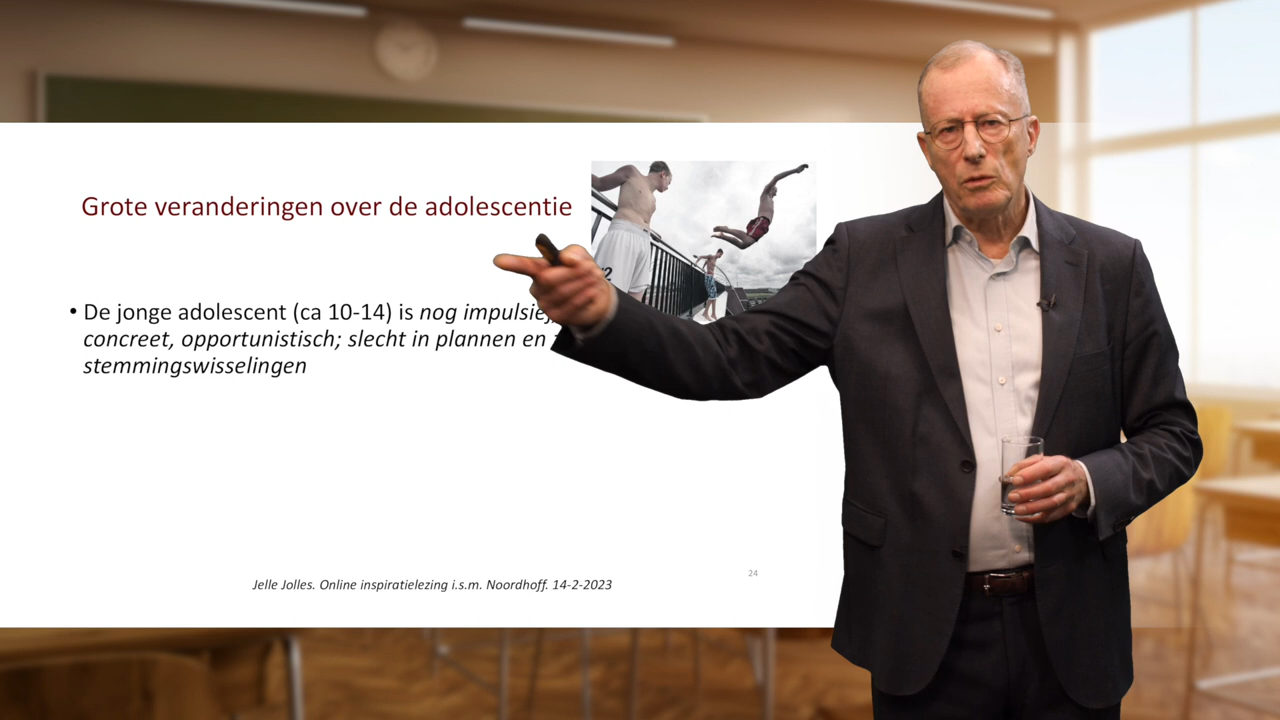 Grote veranderingen over de adolescentie
• De jonge adolescent (ca 10-14) is nog impulsief,
concreet, opportunistisch; slecht in plannen en
stemmingswisselingen
2
24
Jelle Jolles. Online inspiratielezing i.s.m. Noordhoff. 14-2-2023